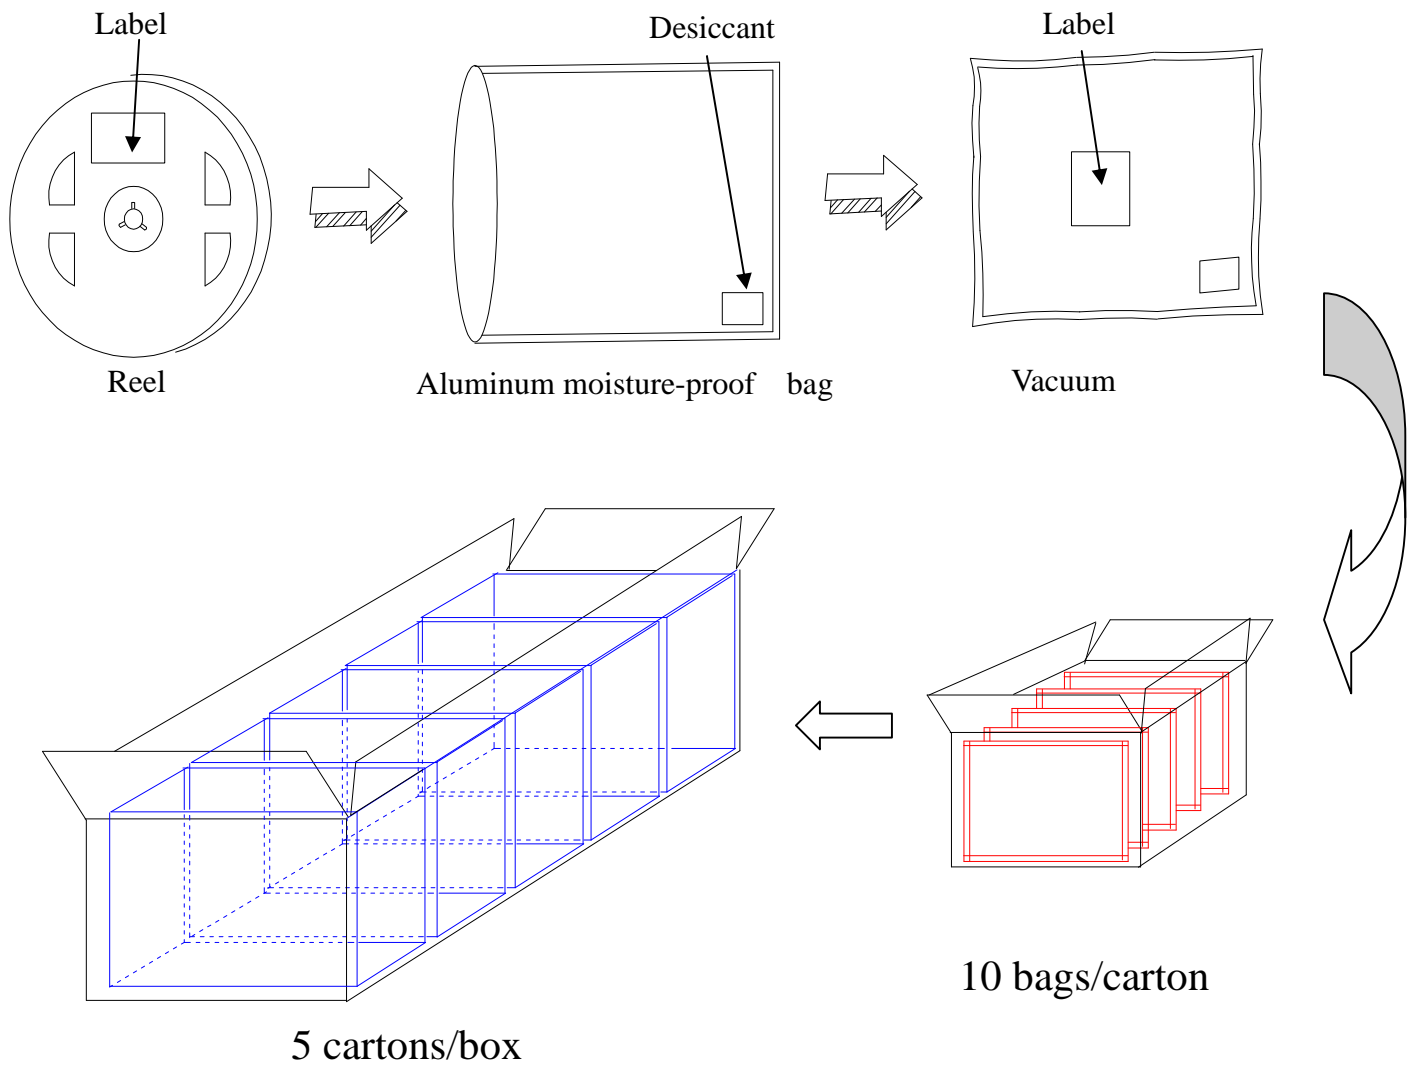 Label
Desiccant
Label
Reel
Aluminum moisture-proof bag
Vacuum
10 bags/carton
5 cartons/box